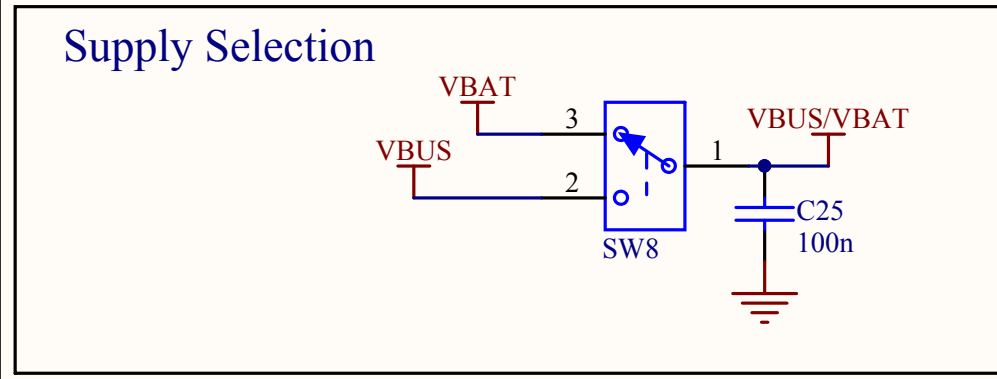 Supply Selection
VBAT
3
VBUS/VBAT
VBUS
1
2
C25
SW8
100n